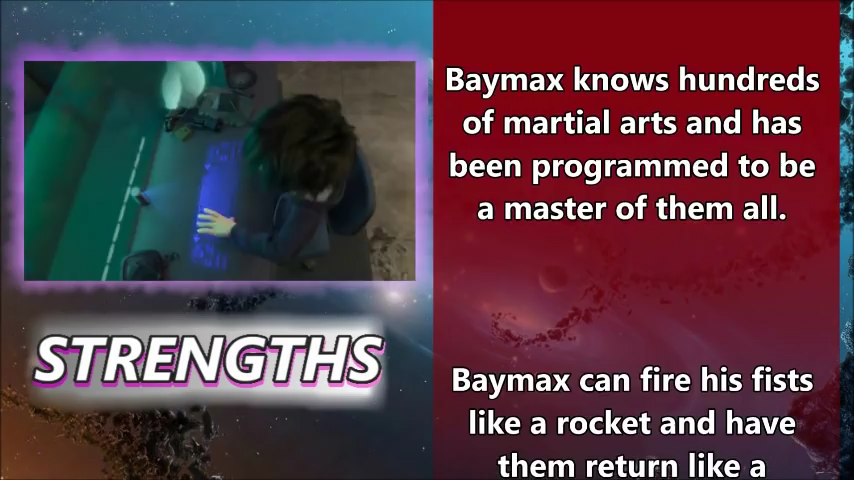 Baymax knows hundreds
of martial arts and has
been programmed to be
a master of them all.
STRENGTHS
Baymax can fire his fists
like a rocket and have
them return like a